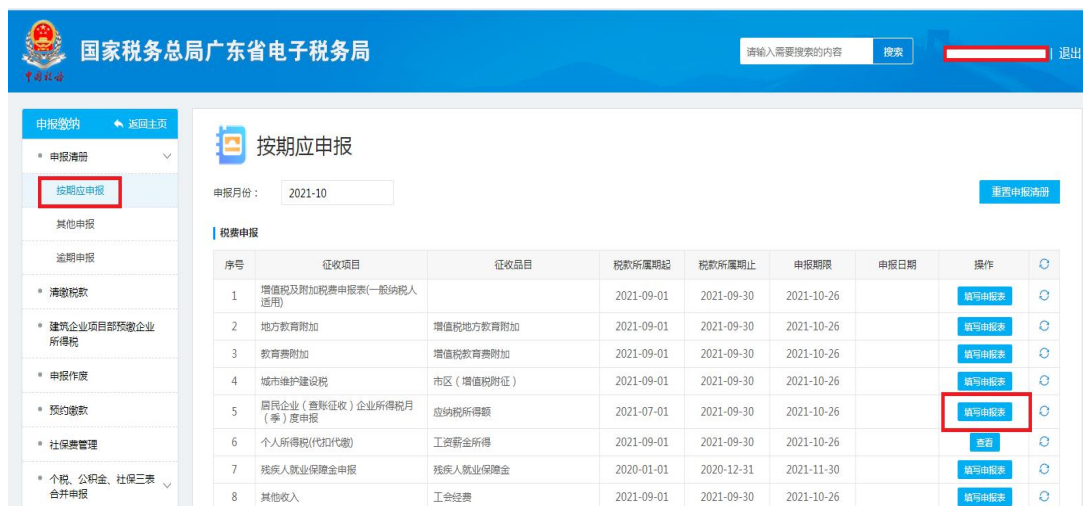 国家税务总局广东省电子税务局
请输入需要搜索的内容 搜索 | 退出
中国税务
申报缴纳 返回主页
申报清册
按期应申报
其他申报
逾期申报
清缴税款
建筑企业项目部预缴企业
所得税
申报作废
预约缴款
社保费管理
个税、公积金、社保三表
合并申报
按期应申报
申报月份： 2021-10 重置申报清册
税费申报
序号 征收项目 征收品目 税款所属期起 税款所属期止 申报期限 申报日期 操作
1 增值税及附加税费申报表(一般纳税人
适用) 2021-09-01 2021-09-30 2021-10-26 填写申报表
2 地方教育附加 增值税地方教育附加 2021-09-01 2021-09-30 2021-10-26 填写申报表
3 教育费附加 增值税教育费附加 2021-09-01 2021-09-30 2021-10-26 填写申报表
4 城市维护建设税 市区（增值税附征） 2021-09-01 2021-09-30 2021-10-26 填写申报表
5 居民企业（查账征收）企业所得税月
（季）度申报 应纳税所得额 2021-07-01 2021-09-30 2021-10-26 填写申报表
6 个人所得税(代扣代缴) 工资薪金所得 2021-09-01 2021-09-30 2021-10-26 查看
7 残疾人就业保障金申报 残疾人就业保障金 2020-01-01 2020-12-31 2021-11-30 填写申报表
8 其他收入 工会经费 2021-09-01 2021-09-30 2021-10-26 填写申报表